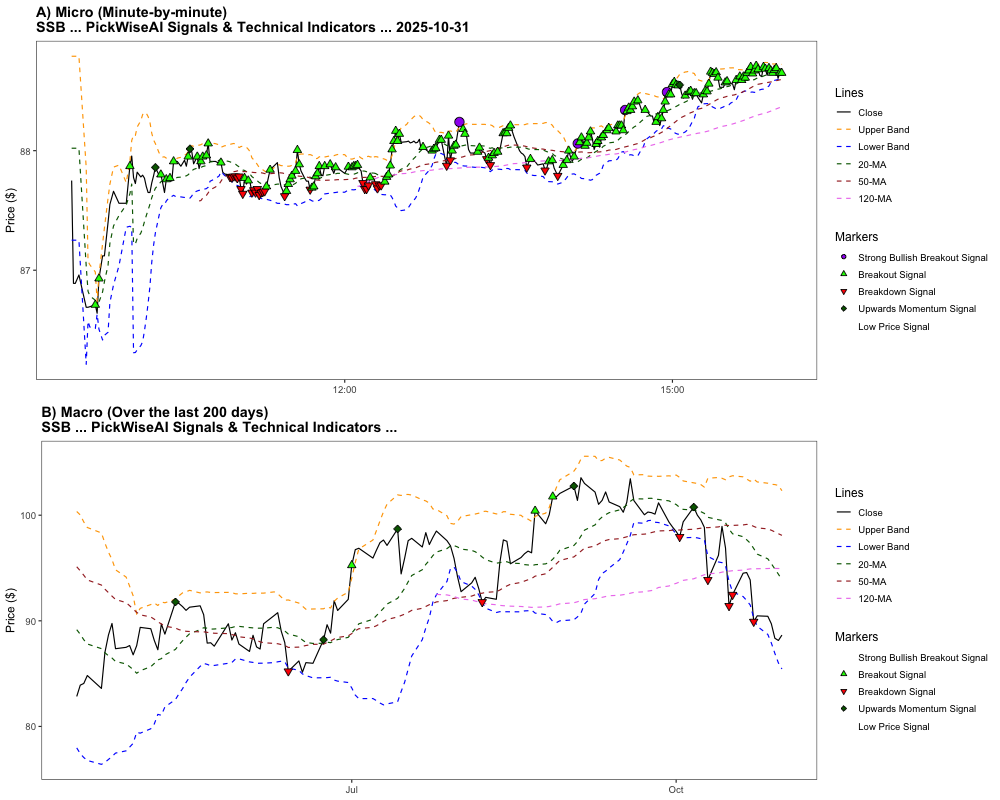 A) Micro (Minute-by-minute)
SSB ... PickWiseAI Signals & Technical Indicators ... 2025-10-31
Price ($)
88
87
12:00
15:00
Lines
Close
Upper Band
Lower Band
20-MA
50-MA
120-MA
Markers
Strong Bullish Breakout Signal
Breakout Signal
Breakdown Signal
Upwards Momentum Signal
Low Price Signal
B) Macro (Over the last 200 days)
SSB ... PickWiseAI Signals & Technical Indicators ...
Price ($)
100
90
80
Jul
Oct
Lines
Close
Upper Band
Lower Band
20-MA
50-MA
120-MA
Markers
Strong Bullish Breakout Signal
Breakout Signal
Breakdown Signal
Upwards Momentum Signal
Low Price Signal